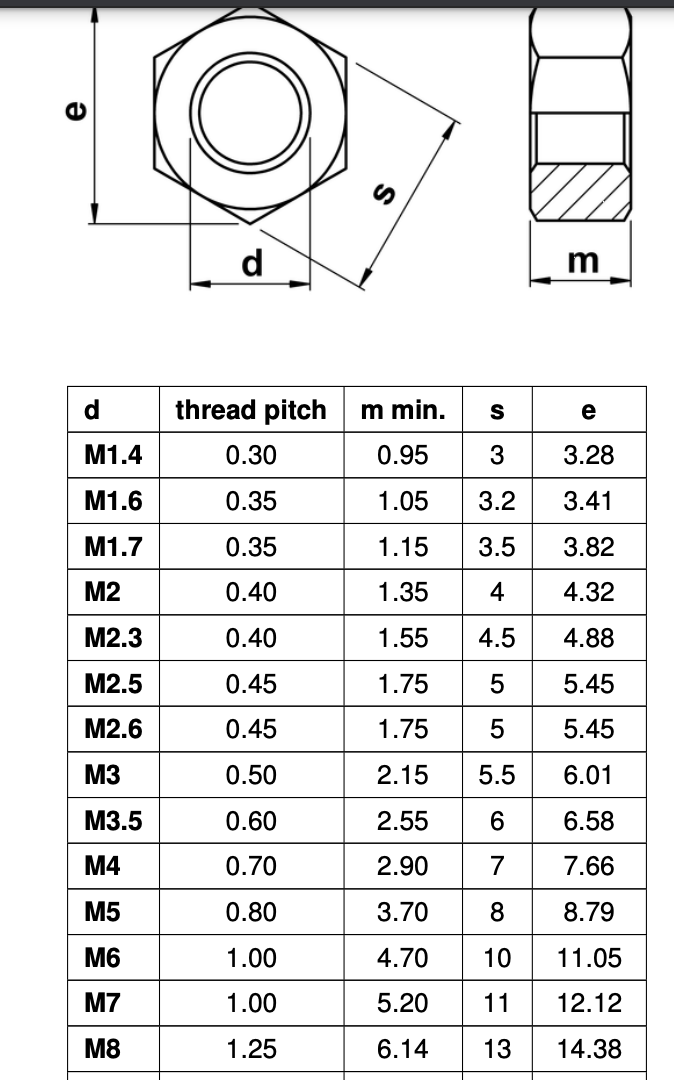 e
s
d
m
d thread pitch m min. s e
M1.4 0.30 0.95 3 3.28
M1.6 0.35 1.05 3.2 3.41
M1.7 0.35 1.15 3.5 3.82
M2 0.40 1.35 4 4.32
M2.3 0.40 1.55 4.5 4.88
M2.5 0.45 1.75 5 5.45
M2.6 0.45 1.75 5 5.45
M3 0.50 2.15 5.5 6.01
M3.5 0.60 2.55 6 6.58
M4 0.70 2.90 7 7.66
M5 0.80 3.70 8 8.79
M6 1.00 4.70 10 11.05
M7 1.00 5.20 11 12.12
M8 1.25 6.14 13 14.38